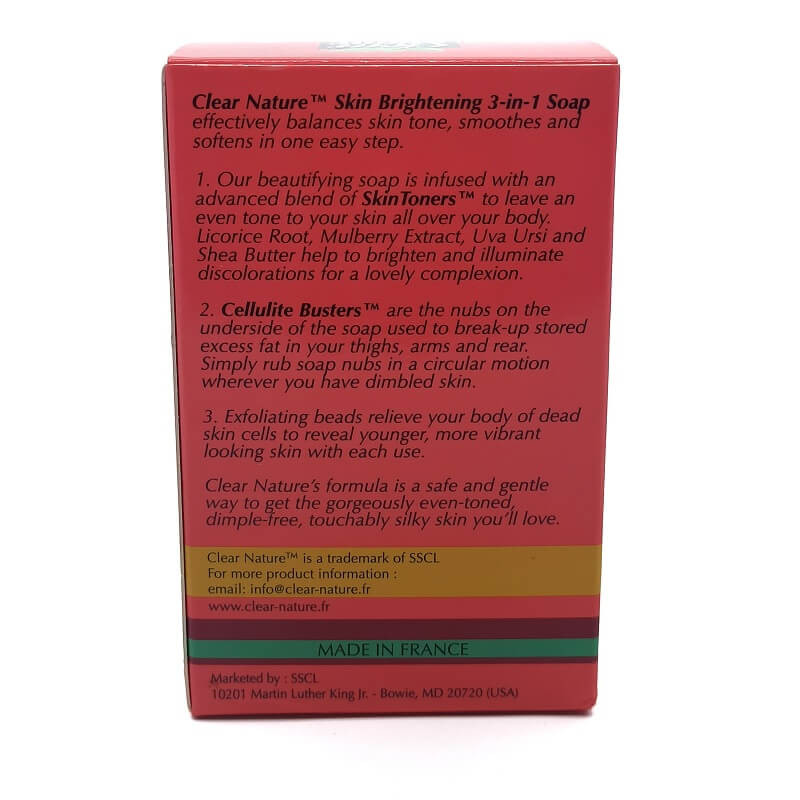 Clear Nature™ Skin Brightening 3-in-1 Soap
effectively balances skin tone, smoothes and
softens in one easy step.
1. Our beautifying soap is infused with an
advanced blend of SkinToners™ to leave an
even tone to your skin all over your body.
Licorice Root, Mulberry Extract, Uva Ursi and
Shea Butter help to brighten and illuminate
discolorations for a lovely complexion.
2. Cellulite Busters™ are the nubs on the
underside of the soap used to break-up stored
excess fat in your thighs, arms and rear.
Simply rub soap nubs in a circular motion
wherever you have dimbled skin.
3. Exfoliating beads relieve your body of dead
skin cells to reveal younger, more vibrant
looking skin with each use.
Clear Nature's formula is a safe and gentle
way to get the gorgeously even-toned,
dimple-free, touchably silky skin you'll love.
Clear Nature™ is a trademark of SSCL
For more product information :
email: info@clear-nature.fr
www.clear-nature.fr
MADE IN FRANCE
Marketed by : SSCL
10201 Martin Luther King Jr. - Bowie, MD 20720 (USA)